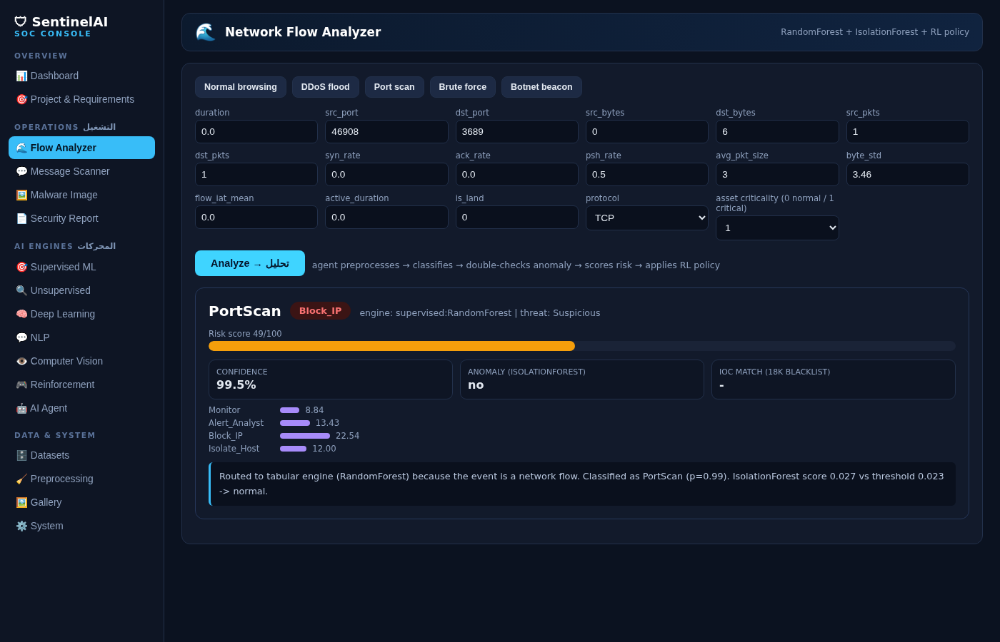 🛡 SentinelAI
SOC CONSOLE
OVERVIEW
📊 Dashboard
🎯 Project & Requirements
OPERATIONS التشغيل
🌊 Flow Analyzer
💬 Message Scanner
🖼️ Malware Image
📄 Security Report
AI ENGINES المحركات
🎯 Supervised ML
🔍 Unsupervised
🧠 Deep Learning
💬 NLP
👁️ Computer Vision
🎮 Reinforcement
🤖 AI Agent
DATA & SYSTEM
🗄️ Datasets
🧹 Preprocessing
🖼️ Gallery
⚙️ System
🌊 Network Flow Analyzer
RandomForest + IsolationForest + RL policy
Normal browsing DDoS flood Port scan Brute force Botnet beacon
duration src_port dst_port src_bytes dst_bytes src_pkts
0.0 46908 3689 0 6 1
dst_pkts syn_rate ack_rate psh_rate avg_pkt_size byte_std
1 0.0 0.0 0.5 3 3.46
flow_iat_mean active_duration is_land protocol asset criticality (0 normal / 1
critical)
0.0 0.0 0 TCP 1
Analyze → تحليل agent preprocesses → classifies → double-checks anomaly → scores risk → applies RL policy
PortScan Block_IP engine: supervised:RandomForest | threat: Suspicious
Risk score 49/100
CONFIDENCE ANOMALY (ISOLATIONFOREST) IOC MATCH (18K BLACKLIST)
99.5% no -
Monitor 8.84
Alert_Analyst 13.43
Block_IP 22.54
Isolate_Host 12.00
Routed to tabular engine (RandomForest) because the event is a network flow. Classified as PortScan (p=0.99). IsolationForest score 0.027 vs threshold 0.023
-> normal.